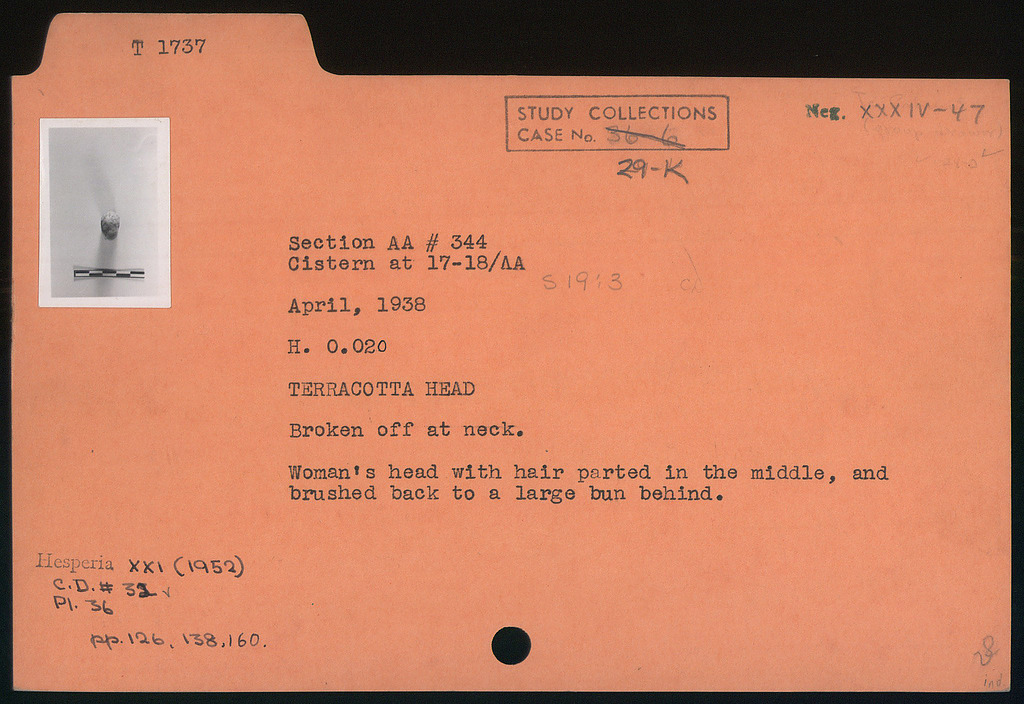 T 1737
STUDY COLLECTIONS
CASE No. 36-6
29-K
Neg. XXXIV-47
Section AA # 344
Cistern at 17-18/ΛA
S 19:3
April, 1938
H. 0.020
TERRACOTTA HEAD
Broken off at neck.
Woman's head with hair parted in the middle, and
brushed back to a large bun behind.
Hesperia XXI (1952)
C.D. # 32 √
Pl. 36
pp. 126, 138, 160.
ind.